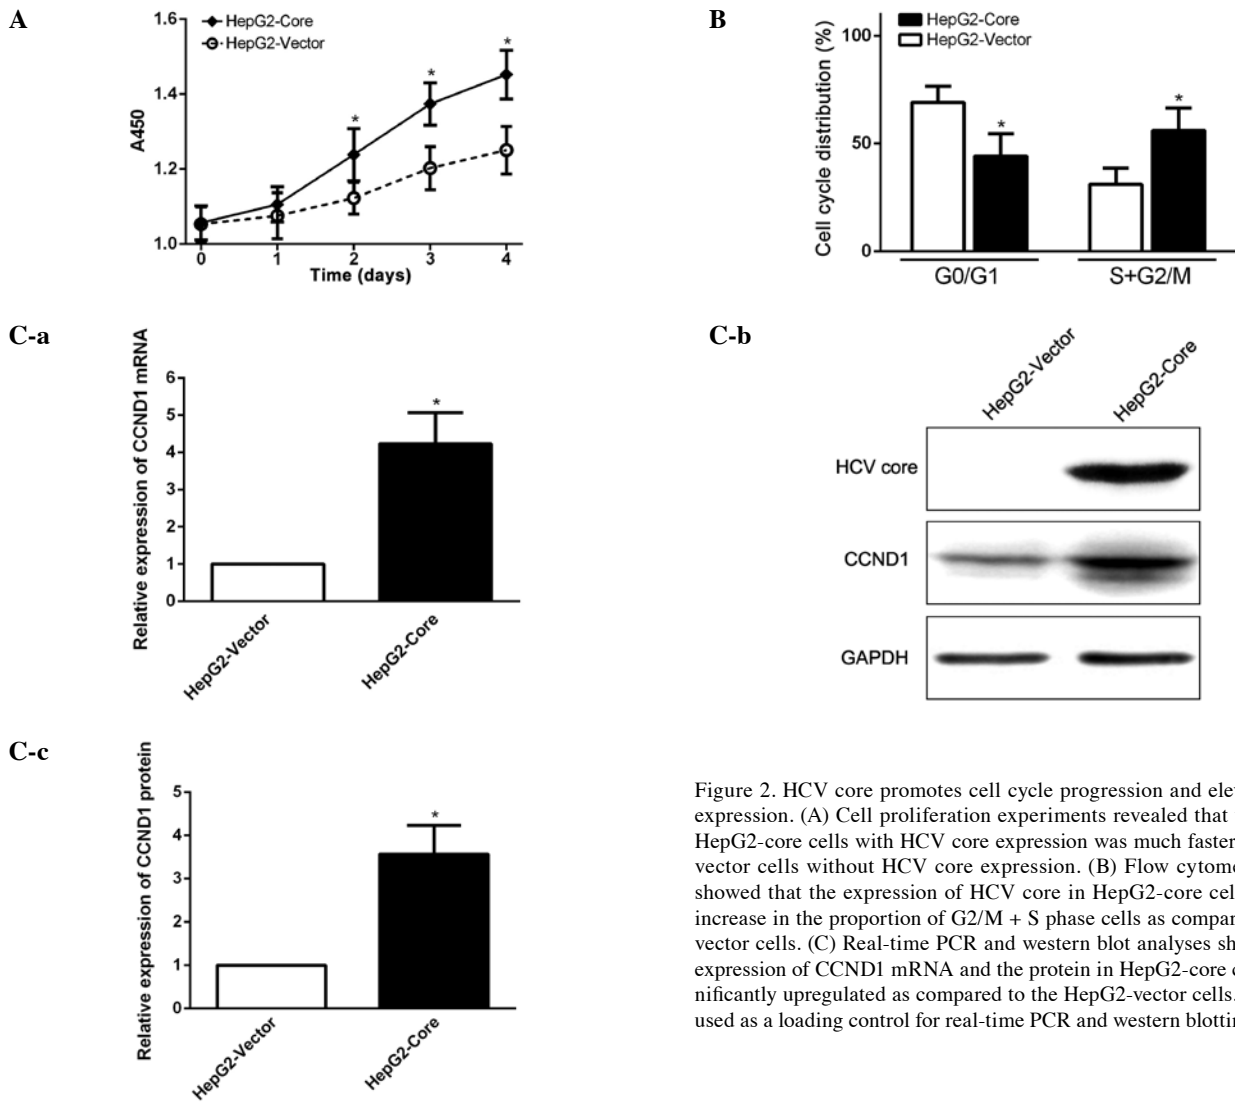 A
1.6
1.4
1.2
1.0
A450
HepG2-Core
HepG2-Vector
*
*
*
0 1 2 3 4
Time (days)
B
100
50
0
Cell cycle distribution (%)
HepG2-Core
HepG2-Vector
*
*
G0/G1 S+G2/M
C-a
Relative expression of CCND1 mRNA
6
5
4
3
2
1
0
*
HepG2-Vector
HepG2-Core
C-b
HepG2-Vector
HepG2-Core
HCV core
CCND1
GAPDH
C-c
Relative expression of CCND1 protein
5
4
3
2
1
0
*
HepG2-Vector
HepG2-Core
Figure 2. HCV core promotes cell cycle progression and ele
expression. (A) Cell proliferation experiments revealed that
HepG2-core cells with HCV core expression was much faster
vector cells without HCV core expression. (B) Flow cytome
showed that the expression of HCV core in HepG2-core cel
increase in the proportion of G2/M + S phase cells as compar
vector cells. (C) Real-time PCR and western blot analyses sh
expression of CCND1 mRNA and the protein in HepG2-core c
nificantly upregulated as compared to the HepG2-vector cells.
used as a loading control for real-time PCR and western blottin